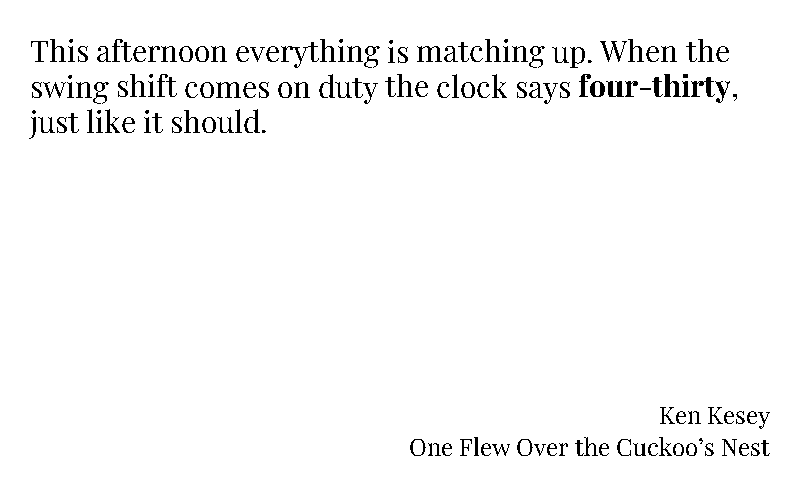 This afternoon everything is matching up. When the
swing shift comes on duty the clock says four-thirty,
just like it should.
Ken Kesey
One Flew Over the Cuckoo’s Nest